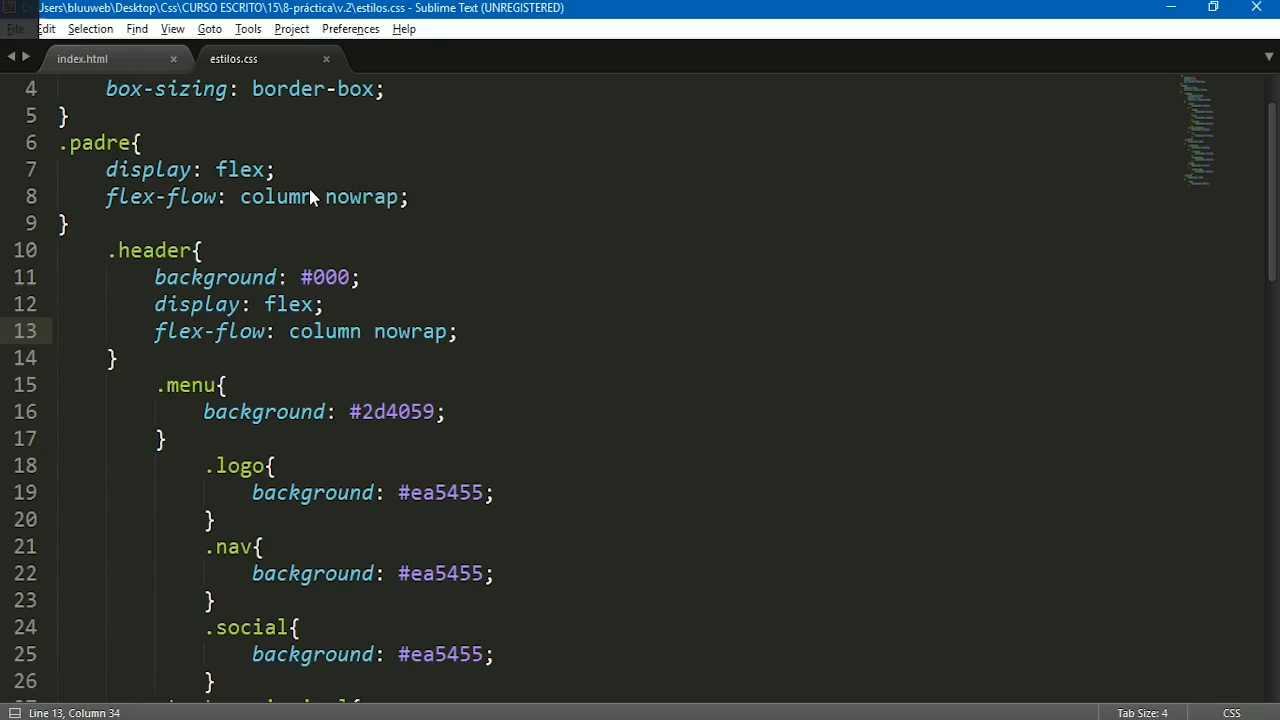 C:\Users\bluuweb\Desktop\Css\CURSO ESCRITO\15\8-práctica\v.2\estilos.css - Sublime Text (UNREGISTERED)
File Edit Selection Find View Goto Tools Project Preferences Help
index.html × estilos.css ×
4 box-sizing: border-box;
5 }
6 .padre{
7 display: flex;
8 flex-flow: column nowrap;
9 }
10 .header{
11 background: #000;
12 display: flex;
13 flex-flow: column nowrap;
14 }
15 .menu{
16 background: #2d4059;
17 }
18 .logo{
19 background: #ea5455;
20 }
21 .nav{
22 background: #ea5455;
23 }
24 .social{
25 background: #ea5455;
26 }
Line 13, Column 34 Tab Size: 4 CSS